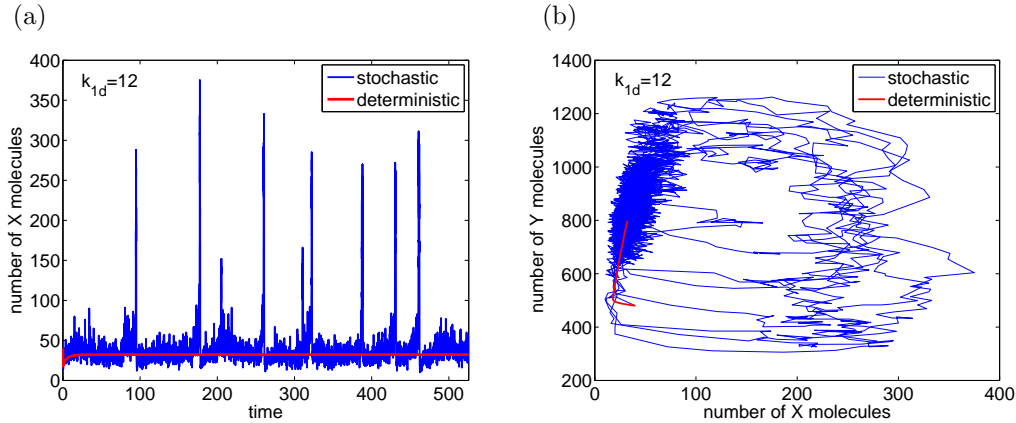 (a)
(b)
k1d=12
stochastic
deterministic
number of X molecules
400
350
300
250
200
150
100
50
0
0 100 200 300 400 500
time
k1d=12
stochastic
deterministic
number of Y molecules
1400
1200
1000
800
600
400
200
0 100 200 300 400
number of X molecules